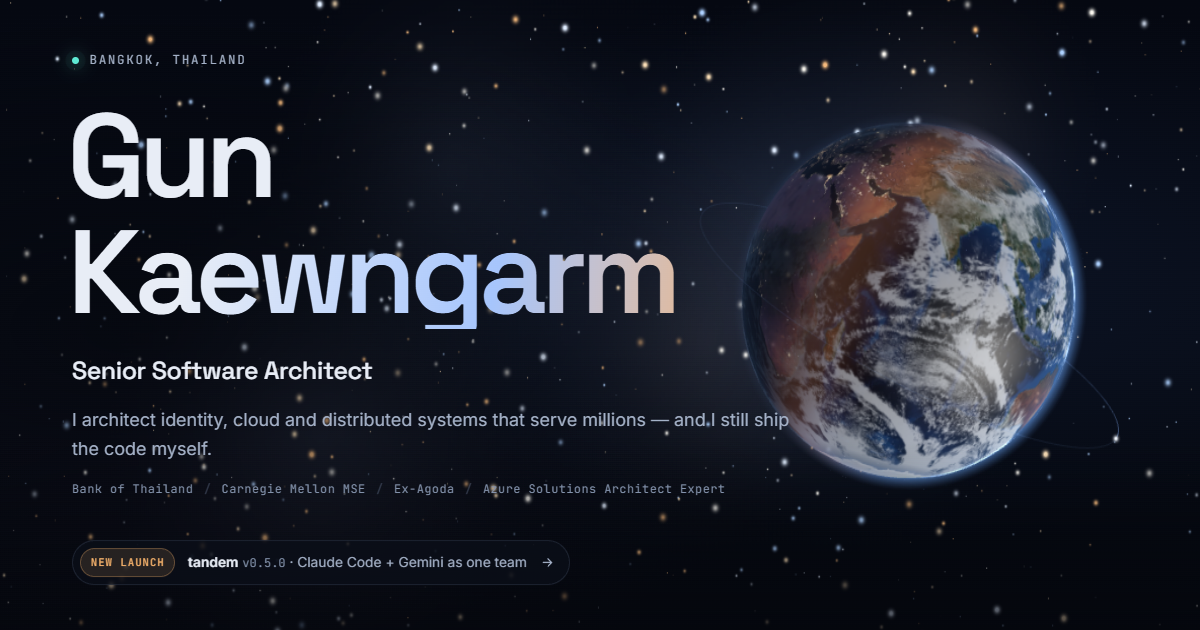 BANGKOK, THAILAND
Gun
Kaewngarm
Senior Software Architect
I architect identity, cloud and distributed systems that serve millions — and I still ship
the code myself.
Bank of Thailand / Carnegie Mellon MSE / Ex-Agoda / Azure Solutions Architect Expert
NEW LAUNCH tandem v0.5.0 · Claude Code + Gemini as one team →